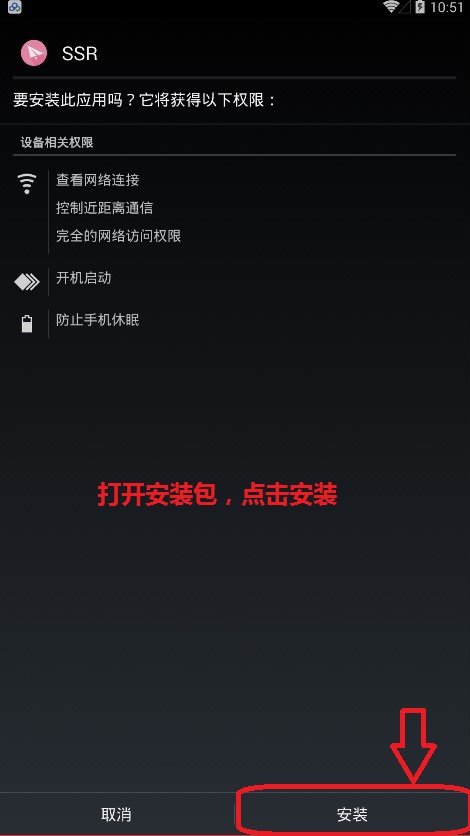 10:51
SSR
要安装此应用吗？它将获得以下权限：
设备相关权限
查看网络连接
控制近距离通信
完全的网络访问权限
开机启动
防止手机休眠
打开安装包，点击安装
取消 安装